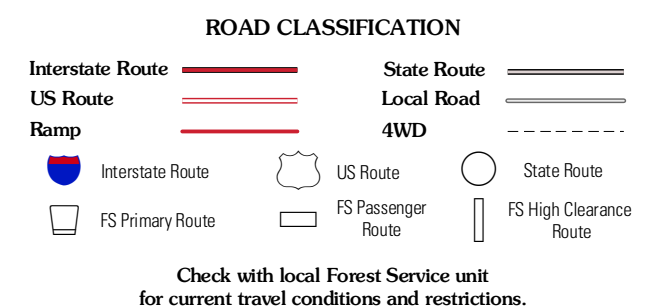 ROAD CLASSIFICATION
Interstate Route
State Route
US Route
Local Road
Ramp
4WD
Interstate Route
US Route
State Route
FS Primary Route
FS Passenger
Route
FS High Clearance
Route
Check with local Forest Service unit
for current travel conditions and restrictions.